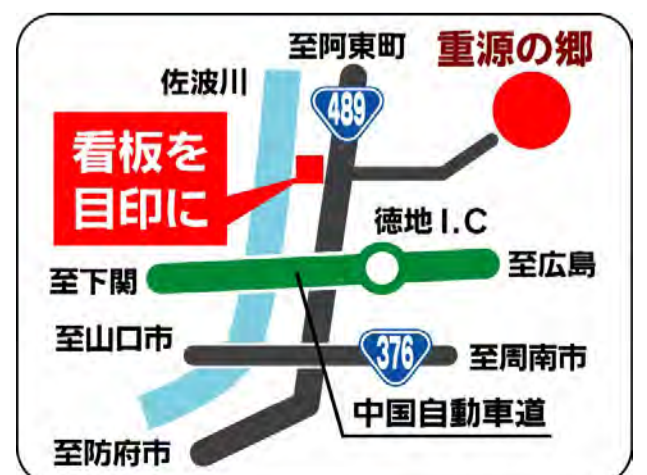 至阿東町
重源の郷
佐波川
489
看板を
目印に
徳地I.C
至下関
至広島
至山口市
376
至周南市
中国自動車道
至防府市